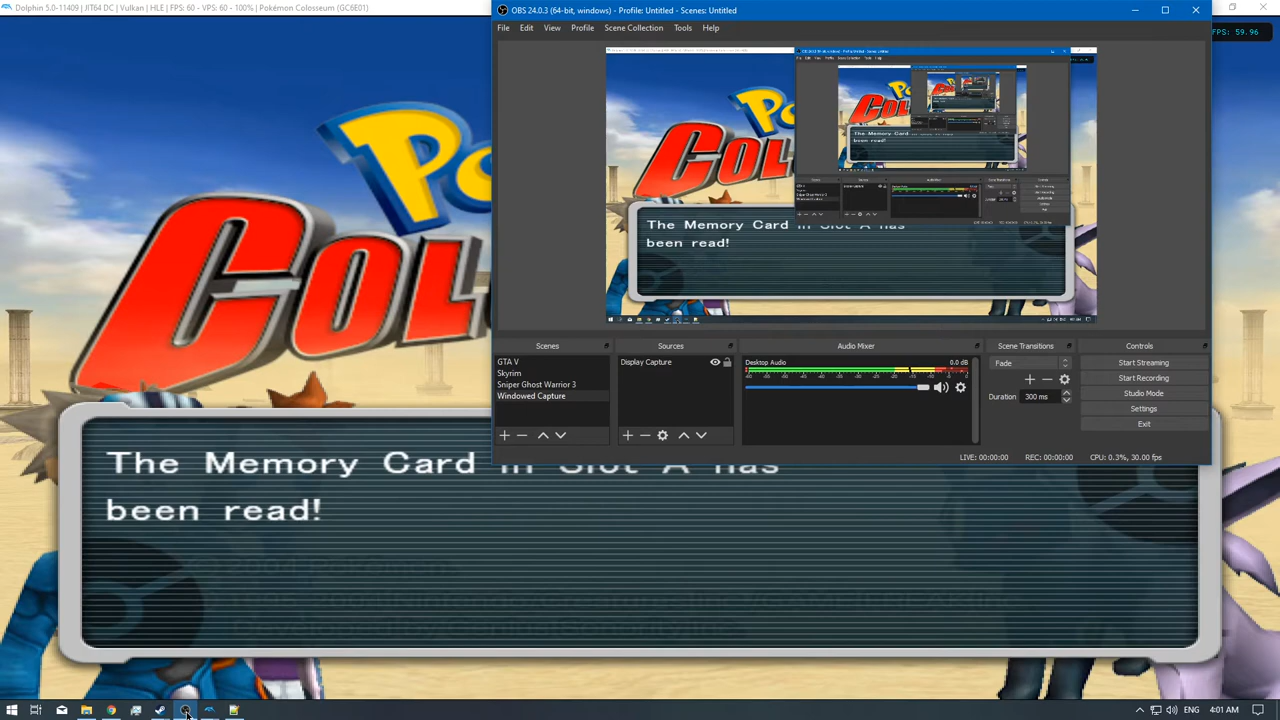 Dolphin 5.0-11409 | JIT64 DC | Vulkan | HLE | FPS: 60 - VPS: 60 - 100% | Pokémon Colosseum (GC6E01)
OBS 24.0.3 (64-bit, windows) - Profile: Untitled - Scenes: Untitled
File Edit View Profile Scene Collection Tools Help
FPS: 59.96
The Memory Card in Slot A has
been read!
Scenes
Sources
Audio Mixer
Scene Transitions
Controls
GTA V
Skyrim
Sniper Ghost Warrior 3
Windowed Capture
Display Capture
Desktop Audio
0.0 dB
Fade
Duration 300 ms
Start Streaming
Start Recording
Studio Mode
Settings
Exit
LIVE: 00:00:00
REC: 00:00:00
CPU: 0.3%, 30.00 fps
The Memory Card in Slot A has
been read!
© 2004 Pokémon.
ENG 4:01 AM